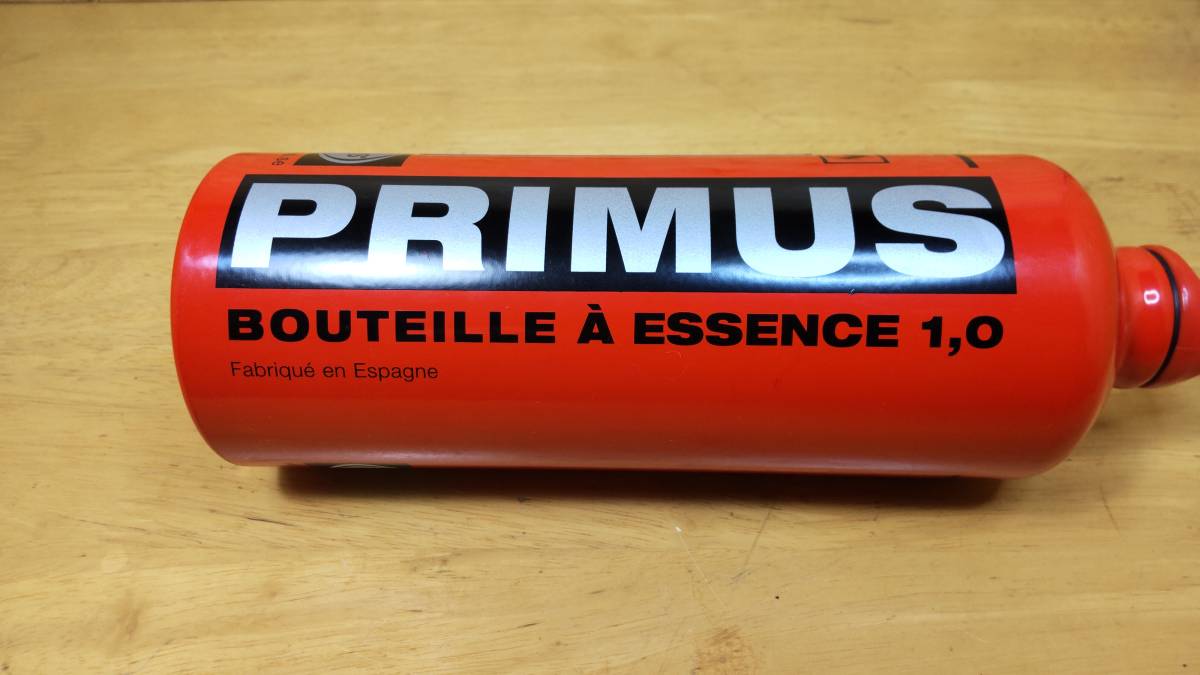 PRIMUS
BOUTEILLE À ESSENCE 1,0
Fabriqué en Espagne